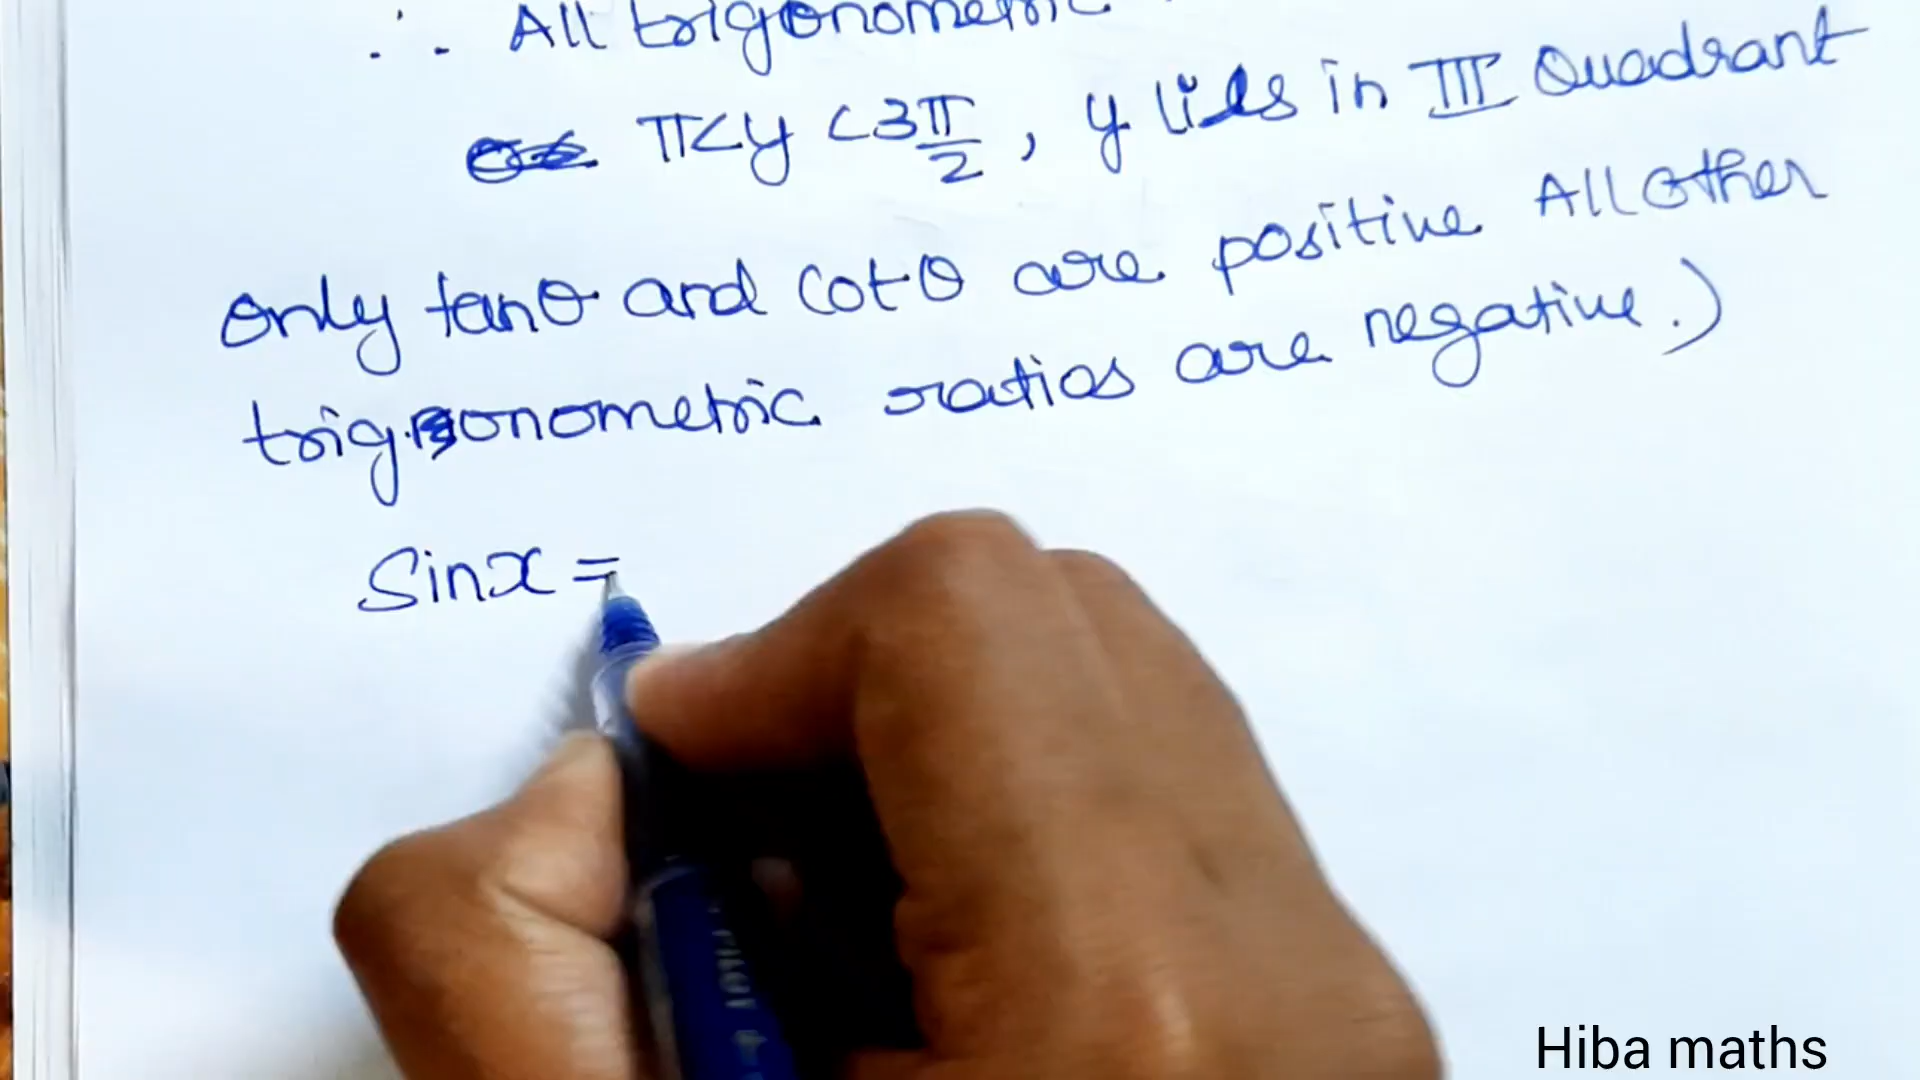 ∴ All trigonometric
π<y<3π/2, y lies in III Quadrant
only tanθ and cotθ are positive All other
trigonometric ratios are negative.)
Sinx =
Hiba maths